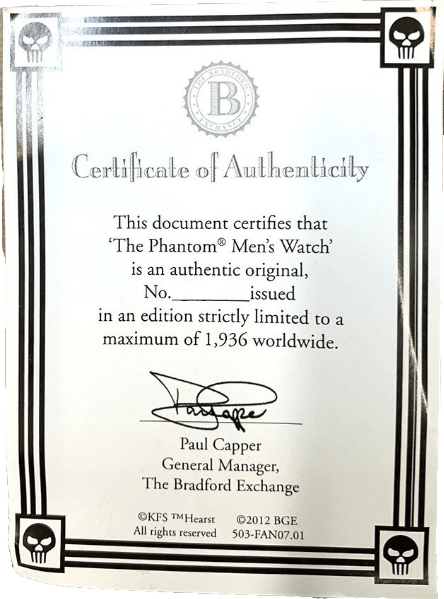 THE BRADFORD
B
EXCHANGE
Certificate of Authenticity
This document certifies that
‘The Phantom® Men’s Watch’
is an authentic original,
No.________issued
in an edition strictly limited to a
maximum of 1,936 worldwide.
Paul Capper
Paul Capper
General Manager,
The Bradford Exchange
©KFS ™Hearst ©2012 BGE
All rights reserved 503-FAN07.01